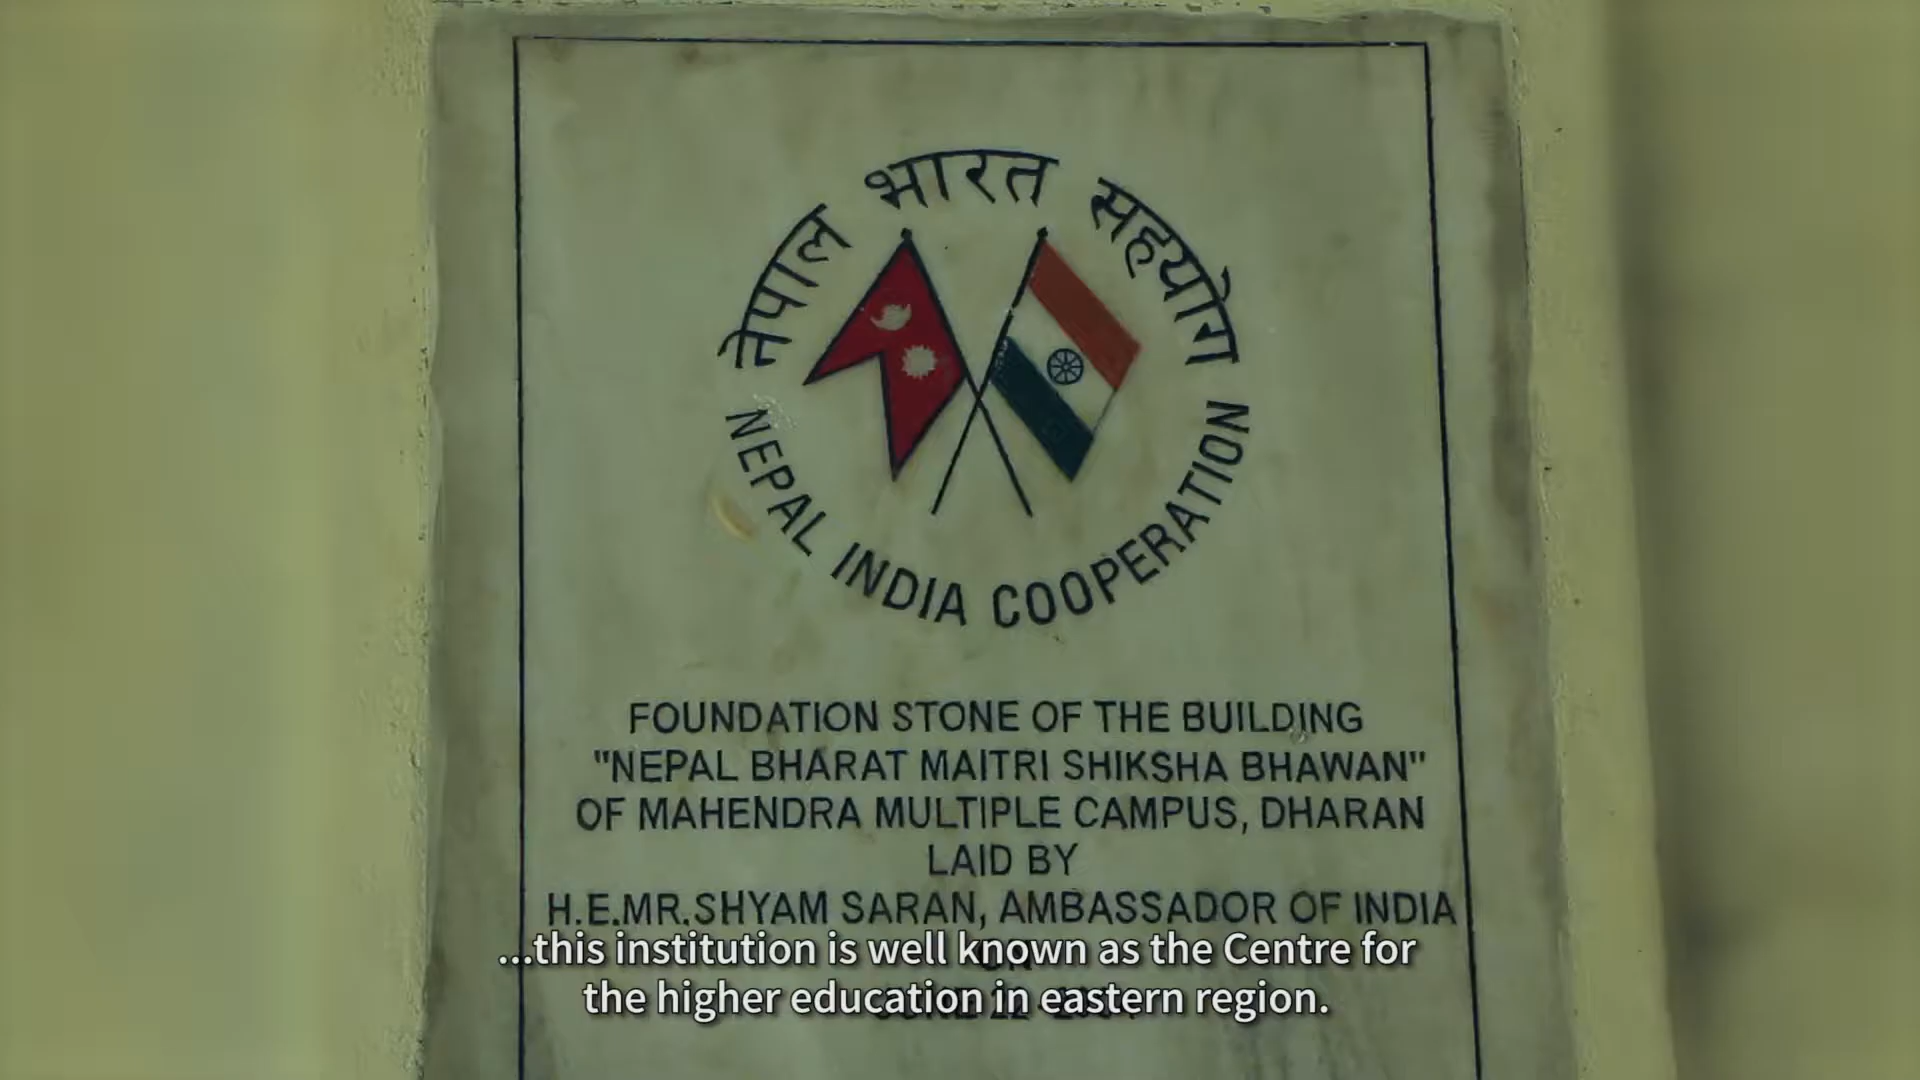 नेपाल भारत सहयोग
NEPAL INDIA COOPERATION
FOUNDATION STONE OF THE BUILDING
"NEPAL BHARAT MAITRI SHIKSHA BHAWAN"
OF MAHENDRA MULTIPLE CAMPUS, DHARAN
LAID BY
H.E.MR.SHYAM SARAN, AMBASSADOR OF INDIA
...this institution is well known as the Centre for
the higher education in eastern region.